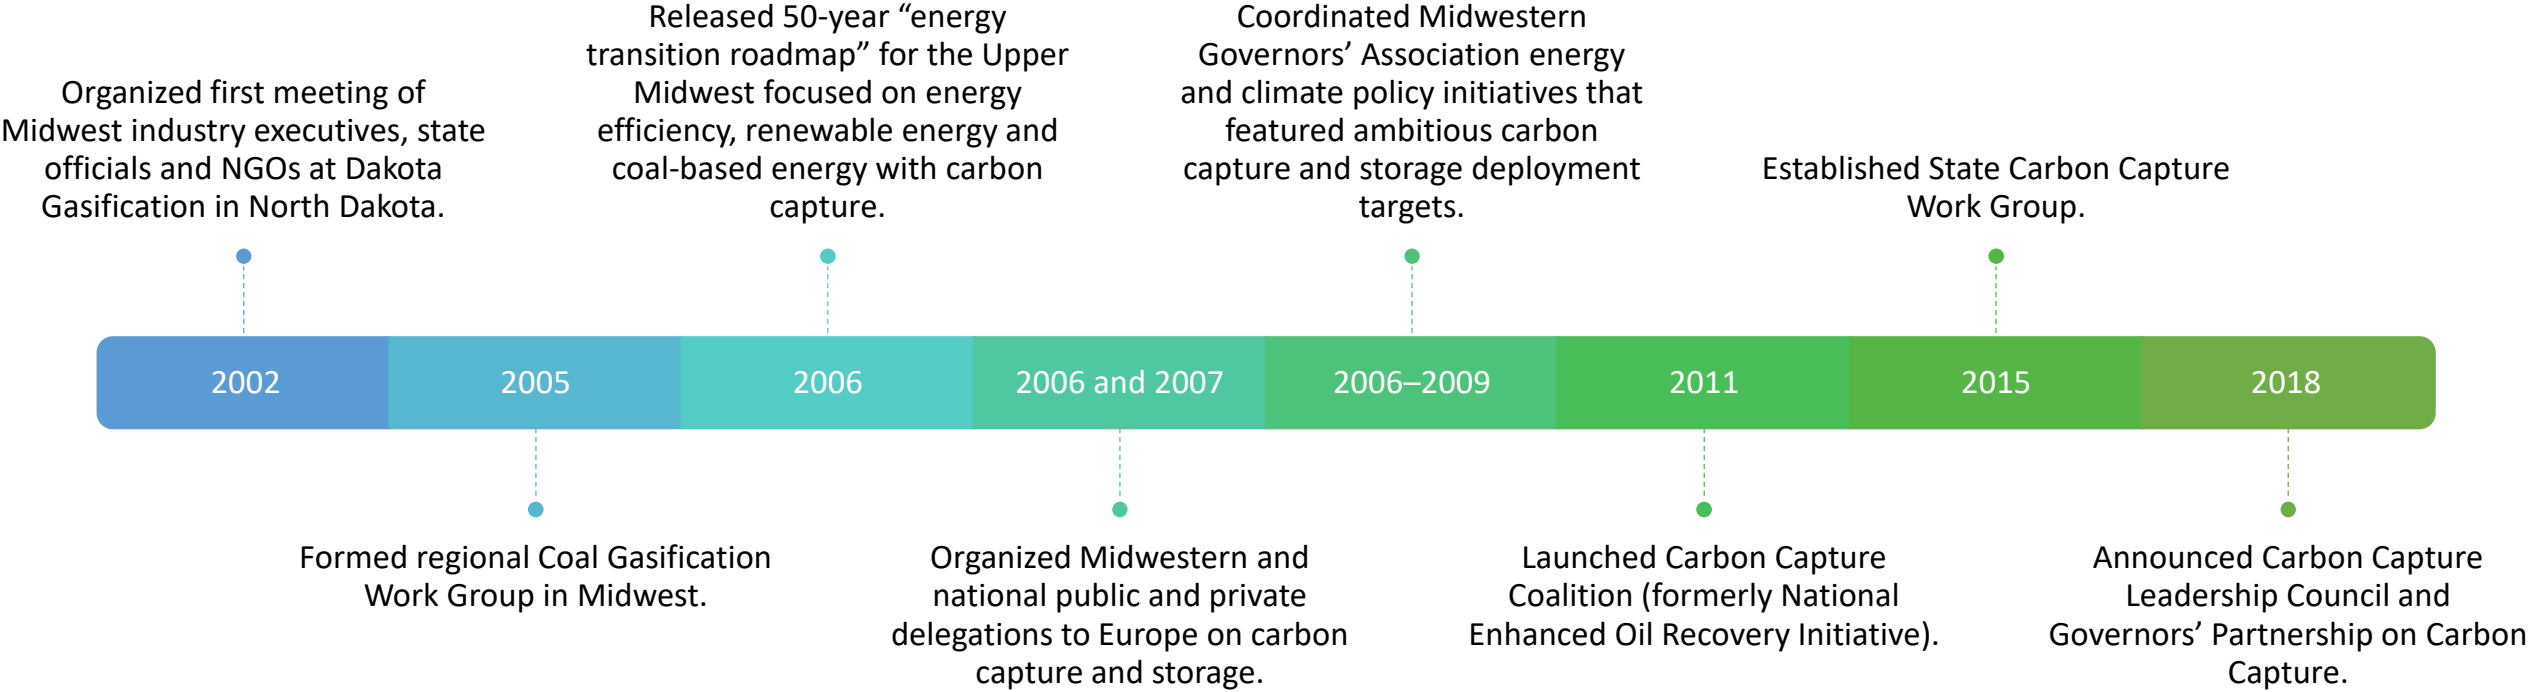 Organized first meeting of
Midwest industry executives, state
officials and NGOs at Dakota
Gasification in North Dakota.
Released 50-year “energy
transition roadmap” for the Upper
Midwest focused on energy
efficiency, renewable energy and
coal-based energy with carbon
capture.
Coordinated Midwestern
Governors’ Association energy
and climate policy initiatives that
featured ambitious carbon
capture and storage deployment
targets.
Established State Carbon Capture
Work Group.
2002
2005
2006
2006 and 2007
2006–2009
2011
2015
2018
Formed regional Coal Gasification
Work Group in Midwest.
Organized Midwestern and
national public and private
delegations to Europe on carbon
capture and storage.
Launched Carbon Capture
Coalition (formerly National
Enhanced Oil Recovery Initiative).
Announced Carbon Capture
Leadership Council and
Governors’ Partnership on Carbon
Capture.